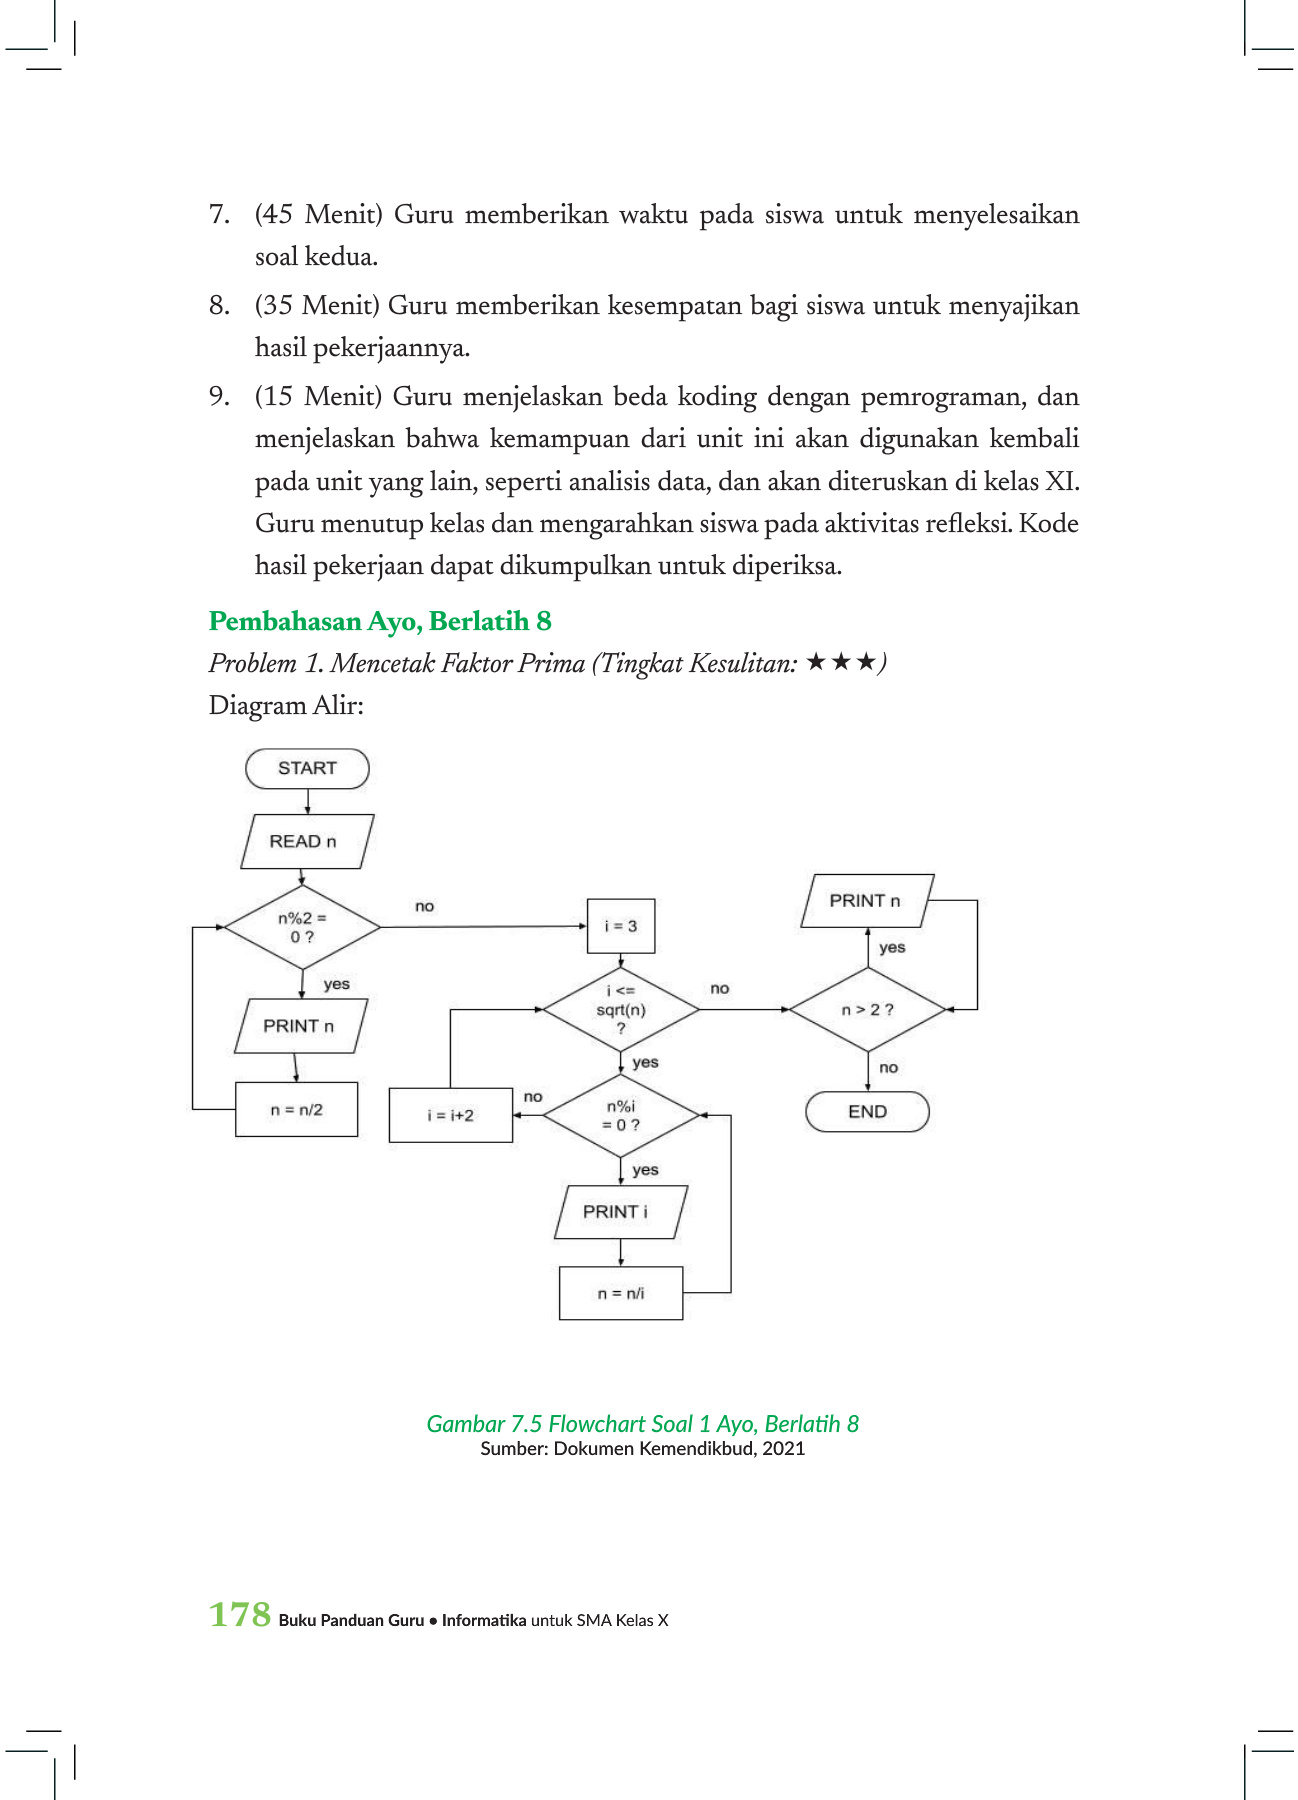 7. (45 Menit) Guru memberikan waktu pada siswa untuk menyelesaikan
soal kedua.
8. (35 Menit) Guru memberikan kesempatan bagi siswa untuk menyajikan
hasil pekerjaannya.
9. (15 Menit) Guru menjelaskan beda koding dengan pemrograman, dan
menjelaskan bahwa kemampuan dari unit ini akan digunakan kembali
pada unit yang lain, seperti analisis data, dan akan diteruskan di kelas XI.
Guru menutup kelas dan mengarahkan siswa pada aktivitas refleksi. Kode
hasil pekerjaan dapat dikumpulkan untuk diperiksa.
Pembahasan Ayo, Berlatih 8
Problem 1. Mencetak Faktor Prima (Tingkat Kesulitan: ★★★)
Diagram Alir:
START
READ n
n%2 =
0 ?
no
yes
PRINT n
n = n/2
i = 3
i <=
sqrt(n)
?
no
yes
n%i
= 0 ?
no
i = i+2
yes
PRINT i
n = n/i
PRINT n
yes
n > 2 ?
no
END
Gambar 7.5 Flowchart Soal 1 Ayo, Berlatih 8
Sumber: Dokumen Kemendikbud, 2021
178 Buku Panduan Guru • Informatika untuk SMA Kelas X